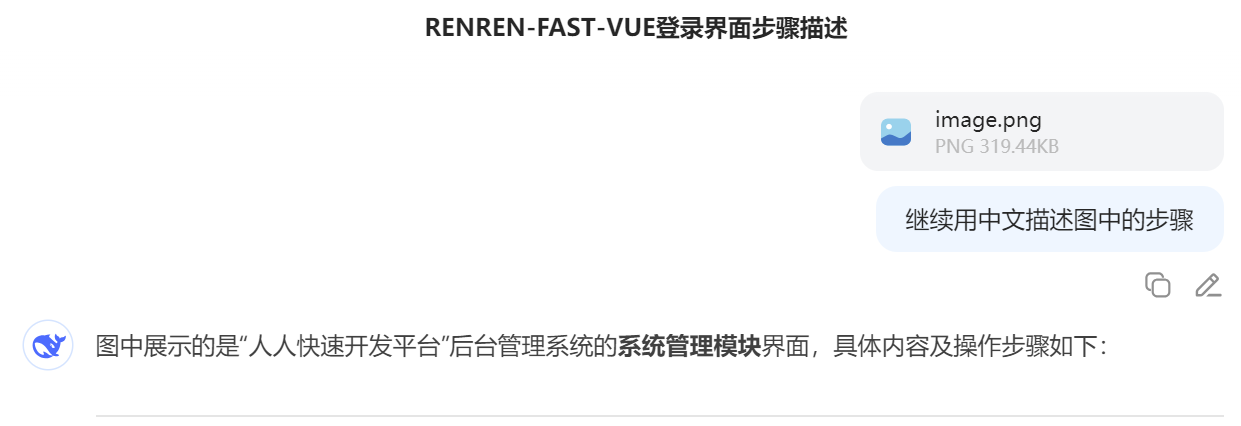 RENREN-FAST-VUE登录界面步骤描述
image.png
PNG 319.44KB
继续用中文描述图中的步骤
图中展示的是“人人快速开发平台”后台管理系统的系统管理模块界面，具体内容及操作步骤如下：